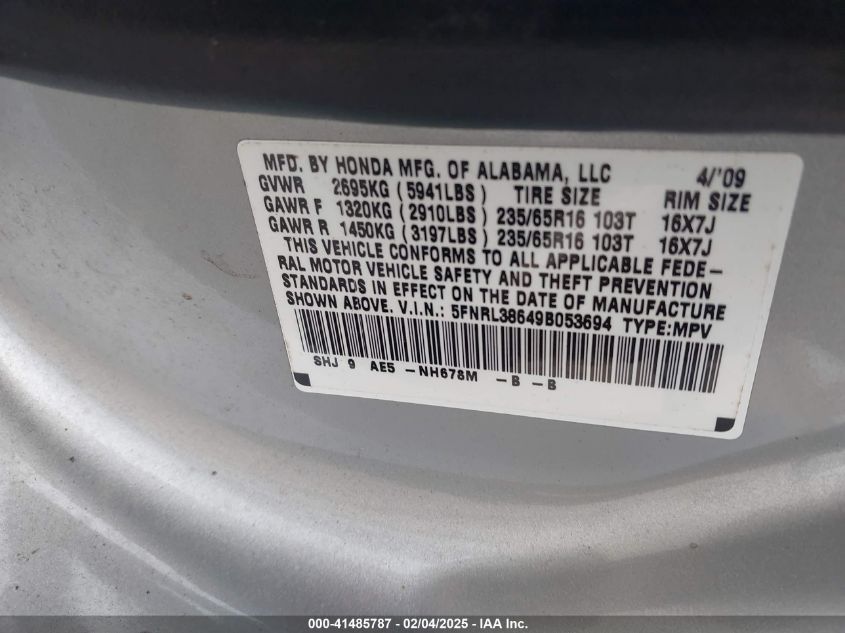 MFD. BY HONDA MFG. OF ALABAMA, LLC 4/'09
GVWR 2695KG (5941LBS) TIRE SIZE RIM SIZE
GAWR F 1320KG (2910LBS) 235/65R16 103T 16X7J
GAWR R 1450KG (3197LBS) 235/65R16 103T 16X7J
THIS VEHICLE CONFORMS TO ALL APPLICABLE FEDE-
RAL MOTOR VEHICLE SAFETY AND THEFT PREVENTION
STANDARDS IN EFFECT ON THE DATE OF MANUFACTURE
SHOWN ABOVE. V.I.N.: 5FNRL38649B053694 TYPE:MPV
SHJ 9 AE5 -NH678M -B -B
000-41485787 - 02/04/2025 - IAA Inc.